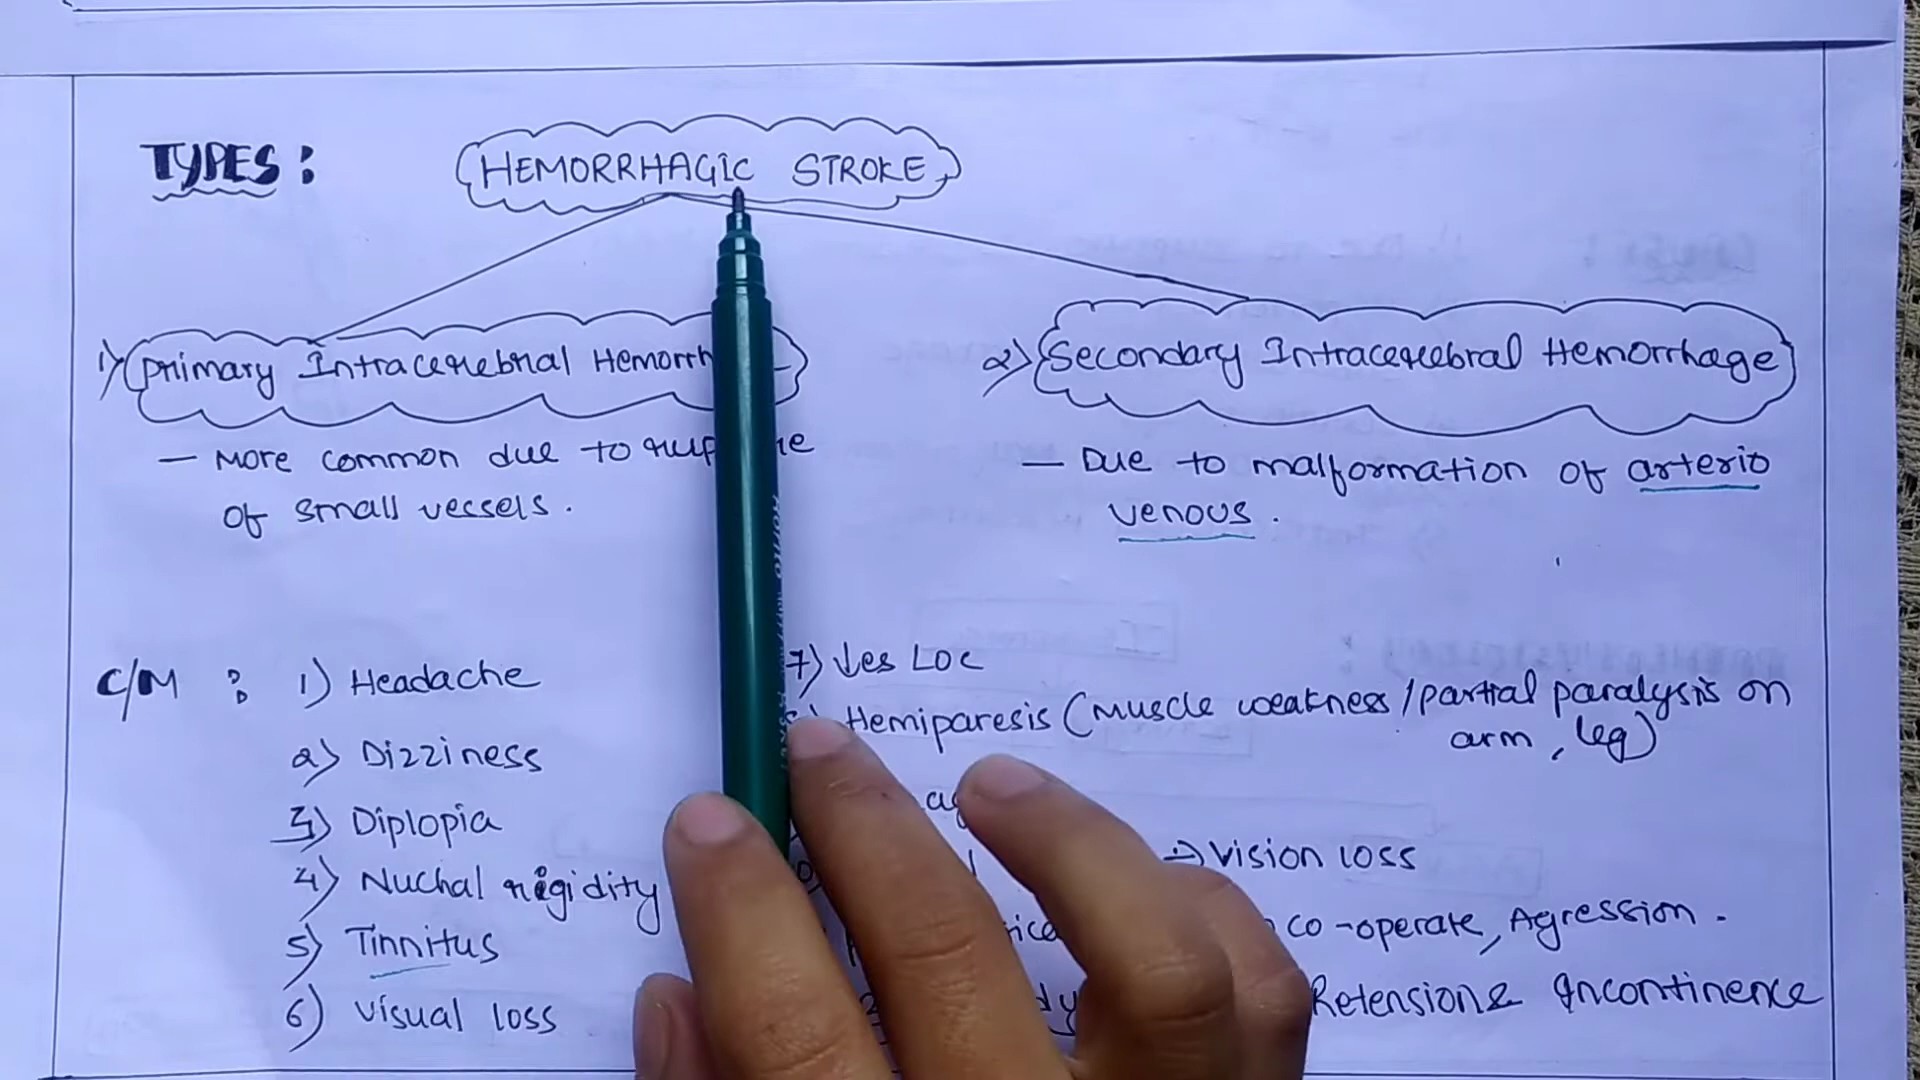 TYPES :
HEMORRHAGIC STROKE
1) Primary Intracerebral
2) Secondary Intracerebral Hemorrhage
— More common due to
of small vessels .
— Due to malformation of arterio
venous .
C/M :
1) Headache
2) Dizziness
3) Diplopia
4) Nuchal rigidity
5) Tinnitus
6) visual loss
7) ↓es LOC
Hemiparesis (Muscle weakness / partial paralysis on
arm , leg)
→ Vision loss
co-operate, Agression .
Retension & Incontinence